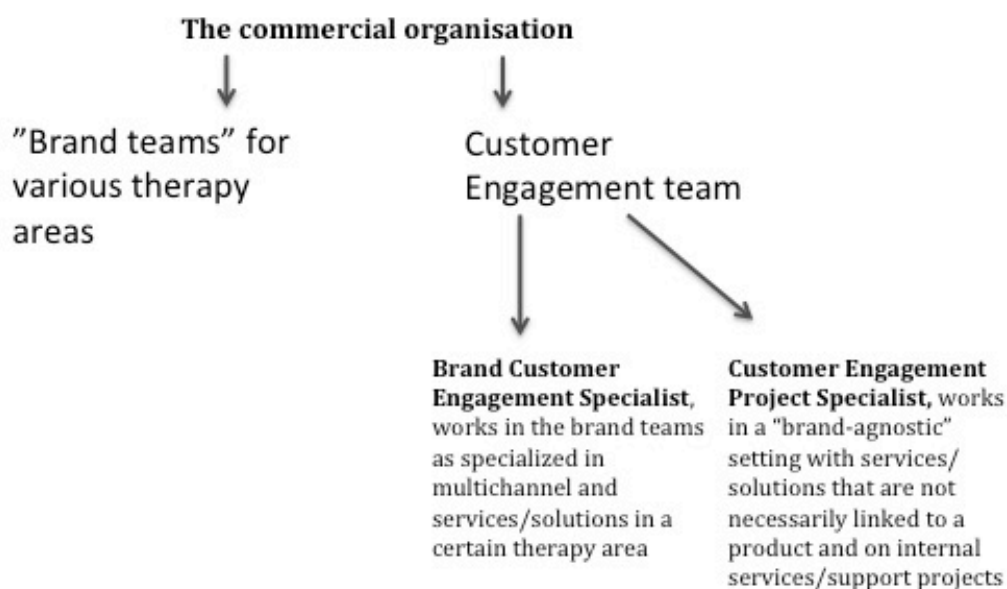 The commercial organisation
”Brand teams” for
various therapy
areas
Customer
Engagement team
Brand Customer
Engagement Specialist,
works in the brand teams
as specialized in
multichannel and
services/solutions in a
certain therapy area
Customer Engagement
Project Specialist, works
in a “brand-agnostic”
setting with services/
solutions that are not
necessarily linked to a
product and on internal
services/support projects